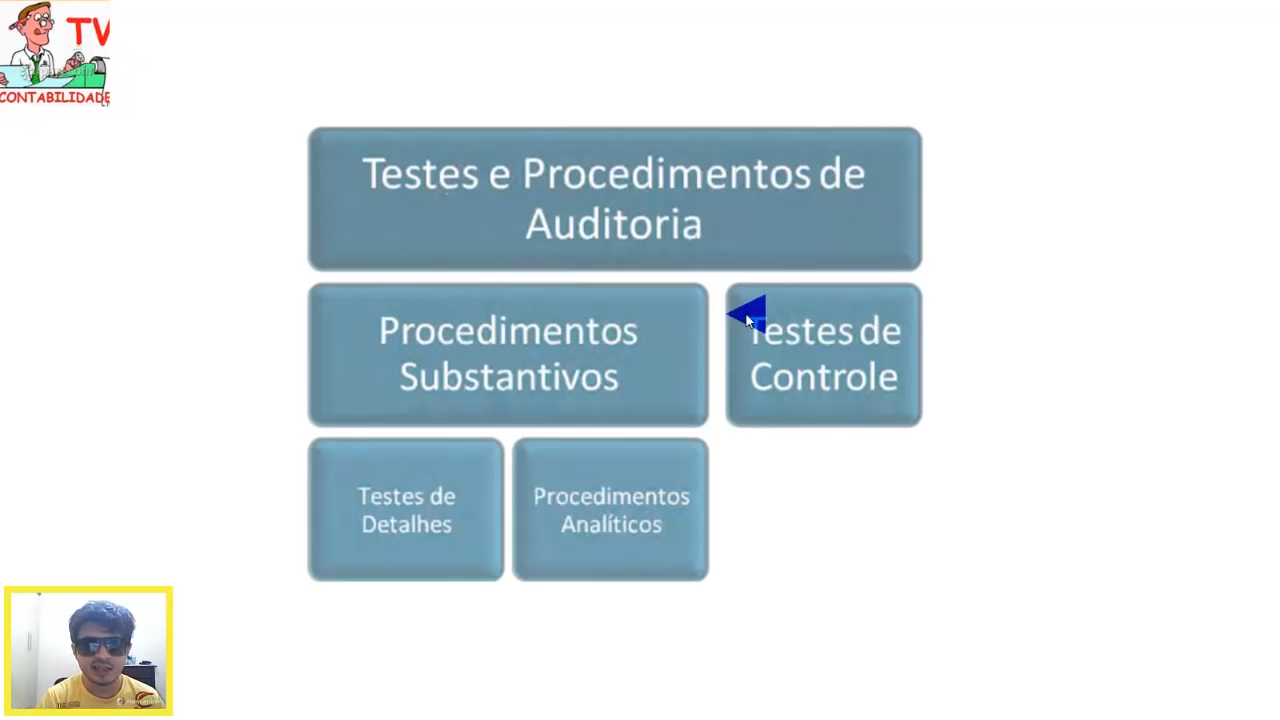 TV
CONTABILIDADE
Testes e Procedimentos de
Auditoria
Procedimentos
Substantivos
Testes de
Controle
Testes de
Detalhes
Procedimentos
Analíticos